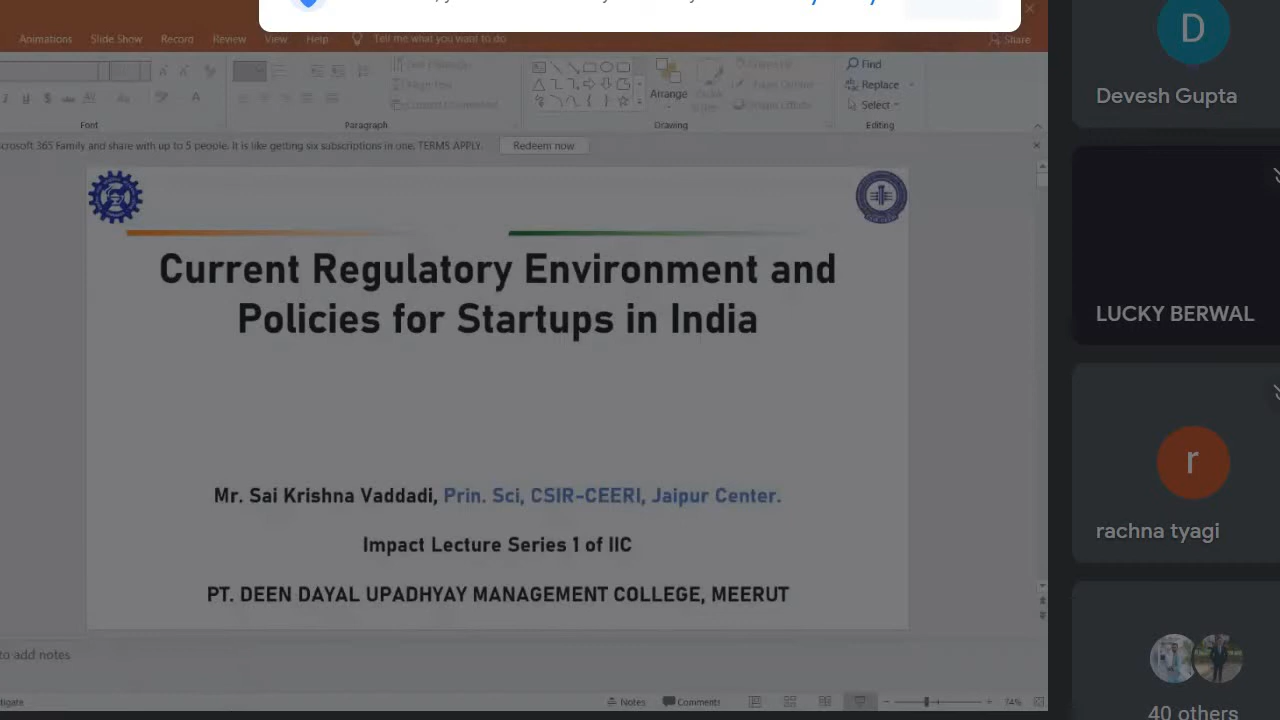 Animations Slide Show Record Review View Help Tell me what you want to do Share
Find
Replace
Arrange
Select
Font Paragraph Drawing Editing
crosoft 365 Family and share with up to 5 people. It is like getting six subscriptions in one. TERMS APPLY. Redeem now
Current Regulatory Environment and
Policies for Startups in India
Mr. Sai Krishna Vaddadi, Prin. Sci, CSIR-CEERI, Jaipur Center.
Impact Lecture Series 1 of IIC
PT. DEEN DAYAL UPADHYAY MANAGEMENT COLLEGE, MEERUT
to add notes
tigate Notes Comments 74%
D
Devesh Gupta
LUCKY BERWAL
r
rachna tyagi
40 others